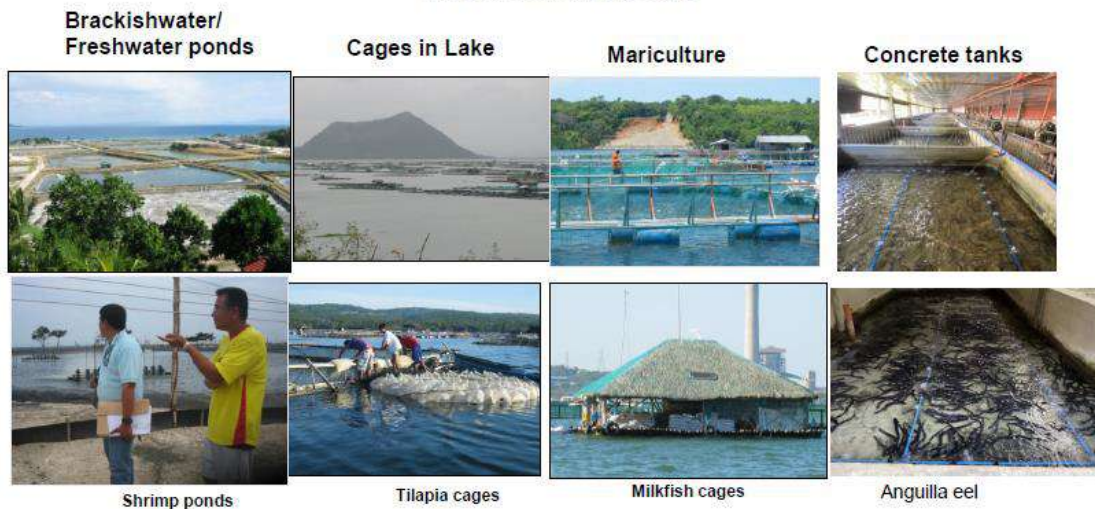 Brackishwater/
Freshwater ponds
Cages in Lake
Mariculture
Concrete tanks
Shrimp ponds
Tilapia cages
Milkfish cages
Anguilla eel